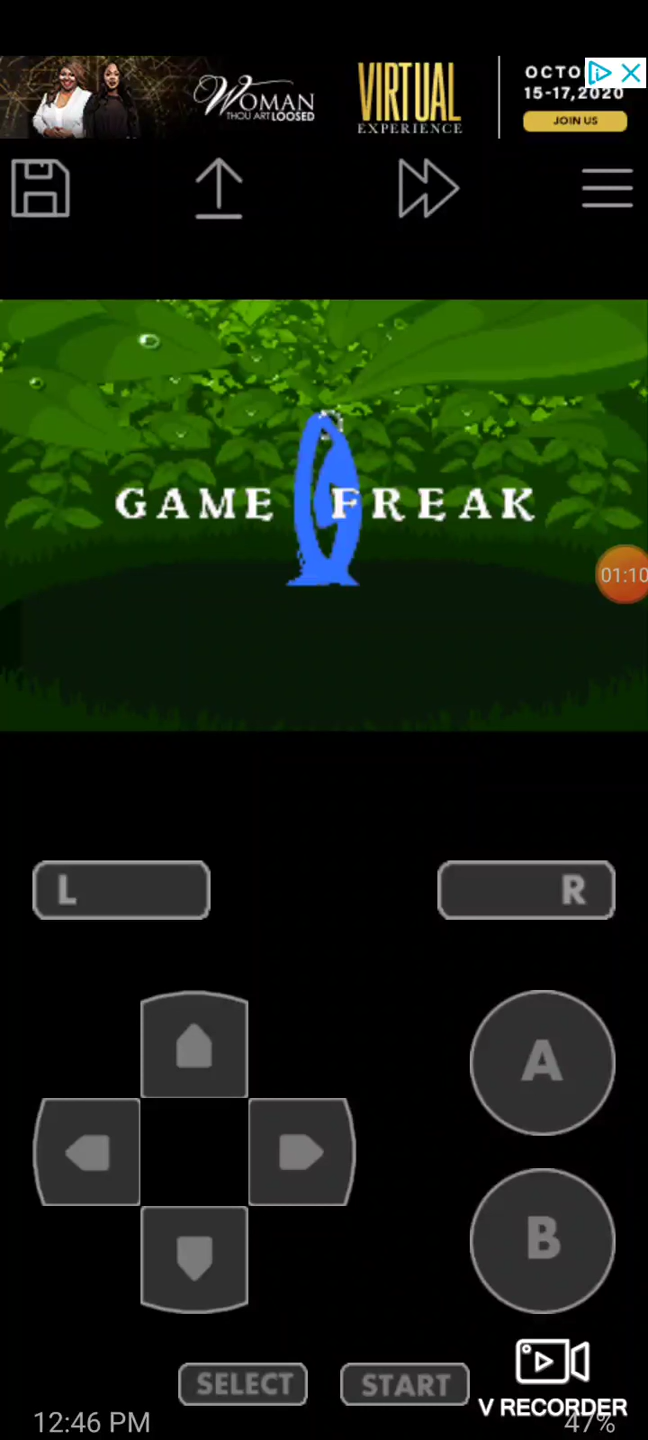 WOMAN
THOU ART LOOSED
VIRTUAL
EXPERIENCE
OCTO
15-17,2020
JOIN US
GAME FREAK
01:10
L
R
A
B
SELECT
START
V RECORDER
12:46 PM
47%